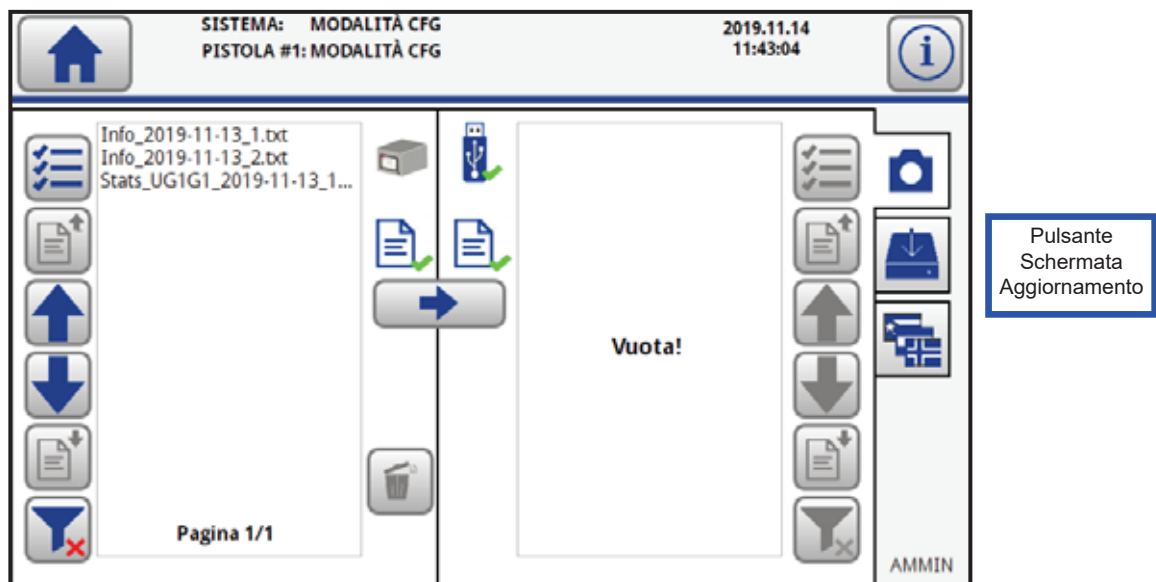 SISTEMA: MODALITÀ CFG
PISTOLA #1: MODALITÀ CFG
2019.11.14
11:43:04
i
Info_2019-11-13_1.txt
Info_2019-11-13_2.txt
Stats_UG1G1_2019-11-13_1...
Pagina 1/1
Vuota!
AMMIN
Pulsante
Schermata
Aggiornamento